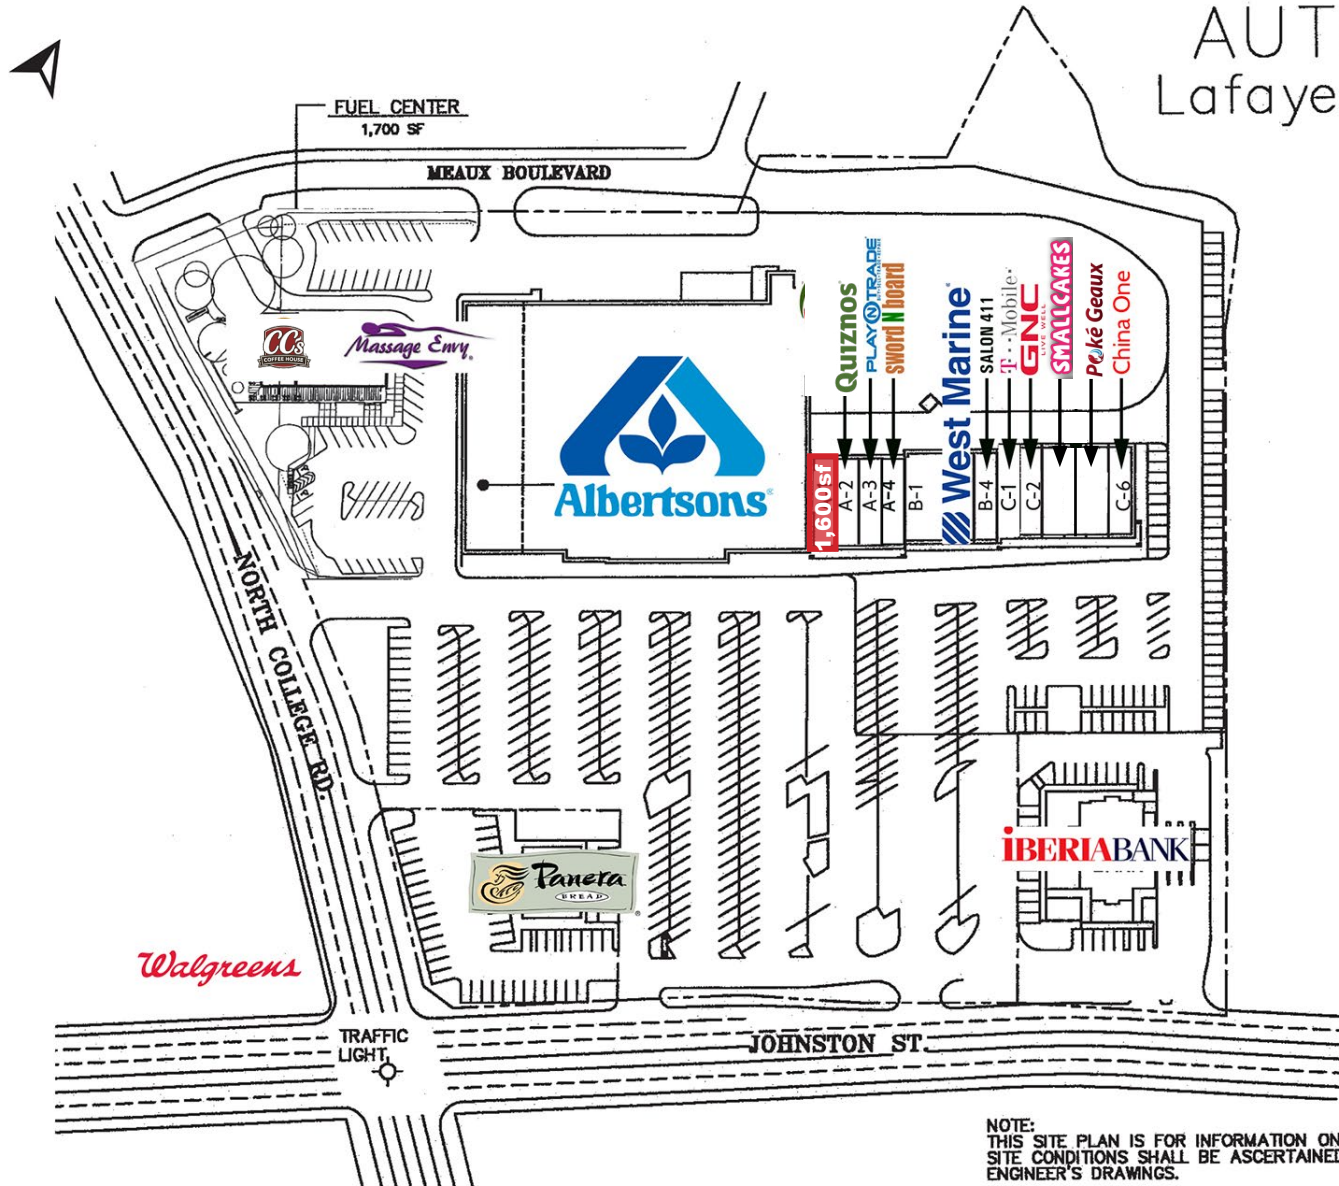 AUT
Lafaye
FUEL CENTER
1,700 SF
MEAUX BOULEVARD
CC's
COFFEE HOUSE
Massage Envy
Albertsons
Quiznos
PLAY N TRADE
sword N board
West Marine
SALON 411
T··Mobile·
GNC
LIVE WELL
SMALLCAKES
Poké Geaux
China One
1,600sf
A-2
A-3
A-4
B-1
B-4
C-1
C-2
C-6
NORTH COLLEGE RD.
Panera
BREAD
IBERIABANK
Walgreens
TRAFFIC
LIGHT
JOHNSTON ST.
NOTE:
THIS SITE PLAN IS FOR INFORMATION ON
SITE CONDITIONS SHALL BE ASCERTAINED
ENGINEER'S DRAWINGS.